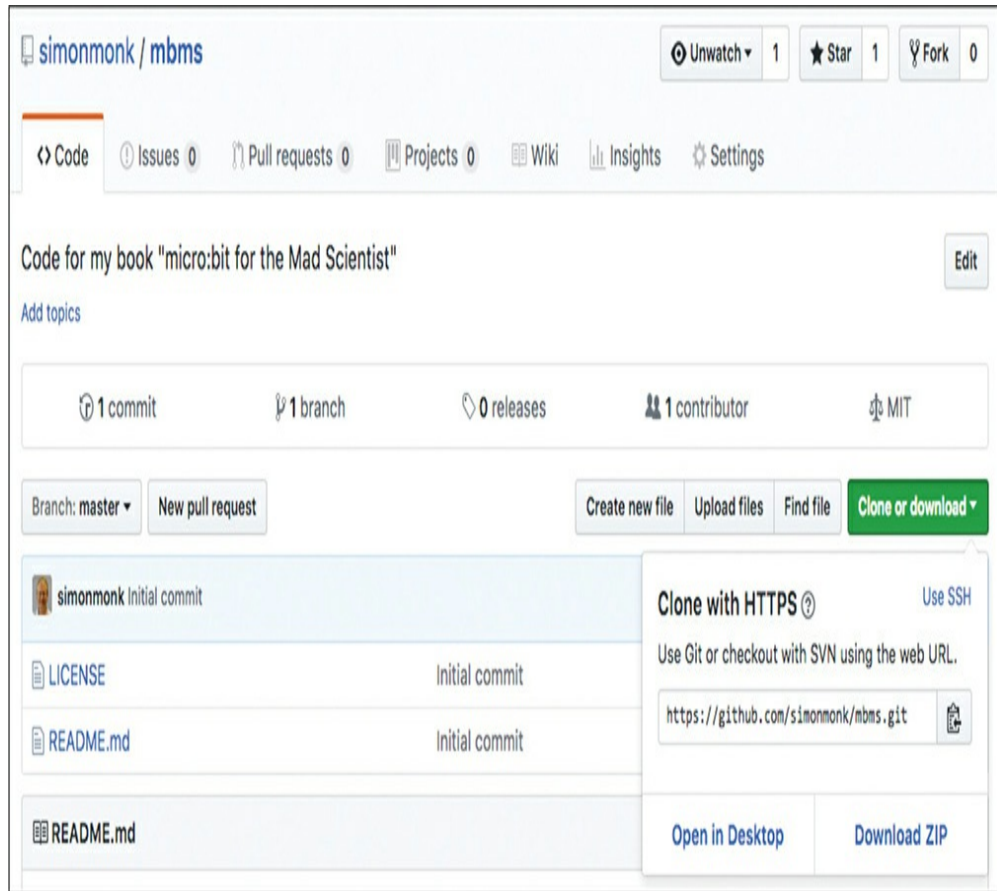 simonmonk / mbms
Unwatch 1 Star 1 Fork 0
Code Issues 0 Pull requests 0 Projects 0 Wiki Insights Settings
Code for my book "micro:bit for the Mad Scientist"
Edit
Add topics
1 commit 1 branch 0 releases 1 contributor MIT
Branch: master New pull request Create new file Upload files Find file Clone or download
simonmonk Initial commit
LICENSE Initial commit
README.md Initial commit
README.md
Clone with HTTPS ? Use SSH
Use Git or checkout with SVN using the web URL.
https://github.com/simonmonk/mbms.git
Open in Desktop Download ZIP